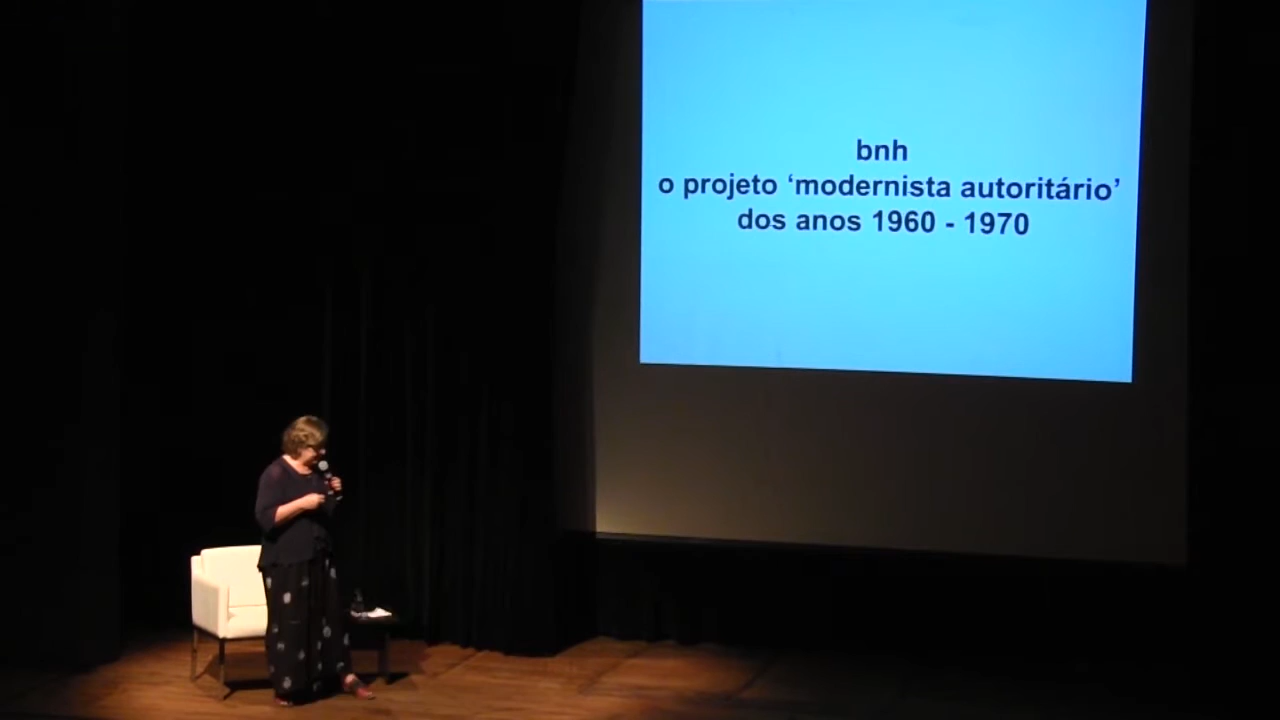 bnh
o projeto ‘modernista autoritário’
dos anos 1960 - 1970